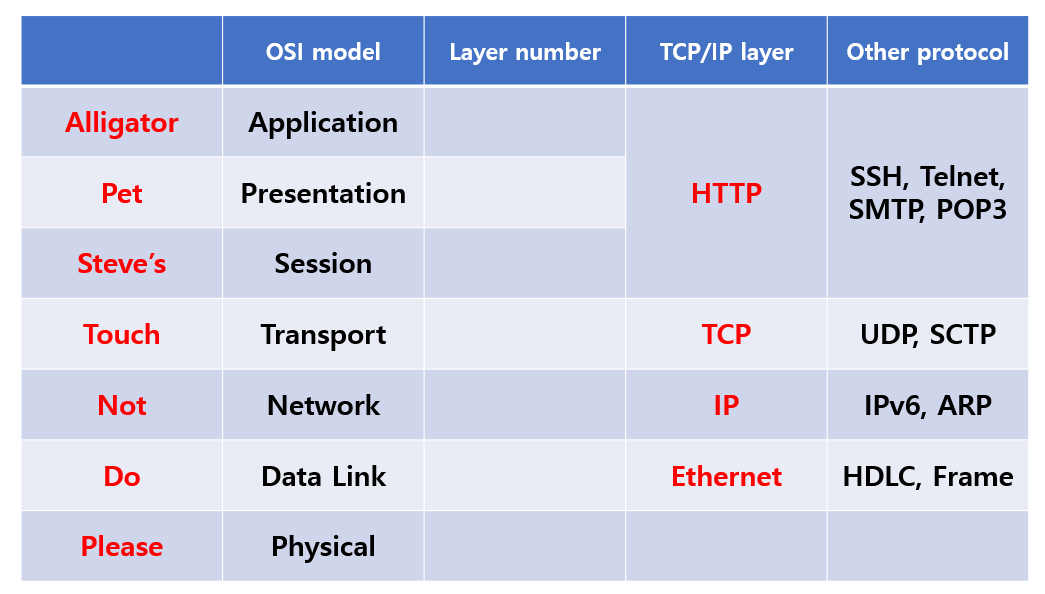 OSI model Layer number TCP/IP layer Other protocol
Alligator Application
Pet Presentation HTTP SSH, Telnet,
SMTP, POP3
Steve’s Session
Touch Transport TCP UDP, SCTP
Not Network IP IPv6, ARP
Do Data Link Ethernet HDLC, Frame
Please Physical